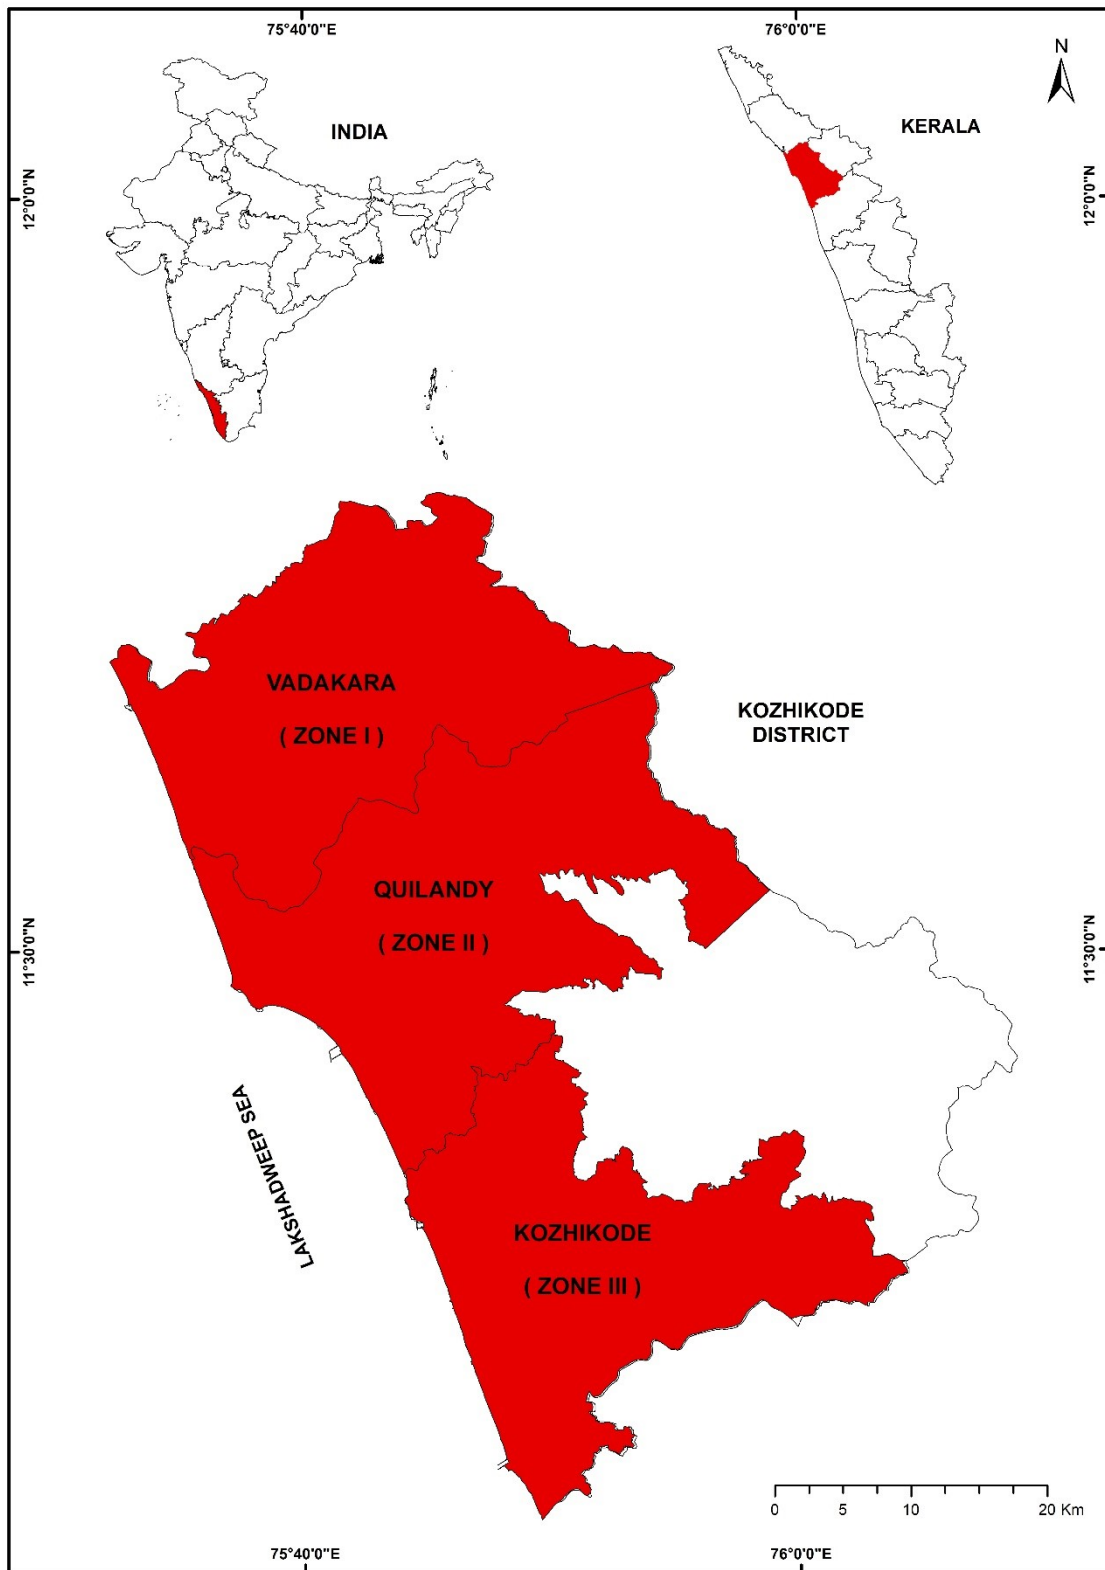 75°40'0"E
76°0'0"E
N
INDIA
KERALA
12°0'0"N
12°0'0"N
VADAKARA
( ZONE I )
KOZHIKODE
DISTRICT
QUILANDY
( ZONE II )
11°30'0"N
11°30'0"N
LAKSHADWEEP SEA
KOZHIKODE
( ZONE III )
0 5 10 20 Km
75°40'0"E
76°0'0"E